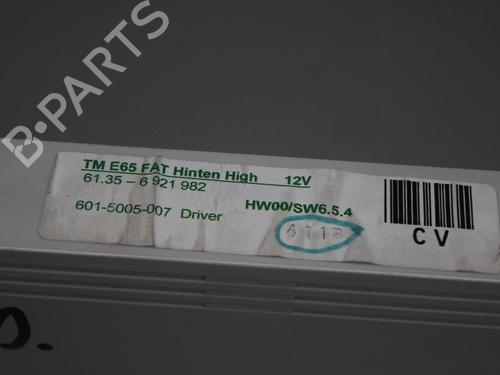 B-PARTS
TM E65 FAT Hinten High 12V
61.35 - 6 921 982
601-5005-007 Driver HW00/SW6.5.4
4113
CV